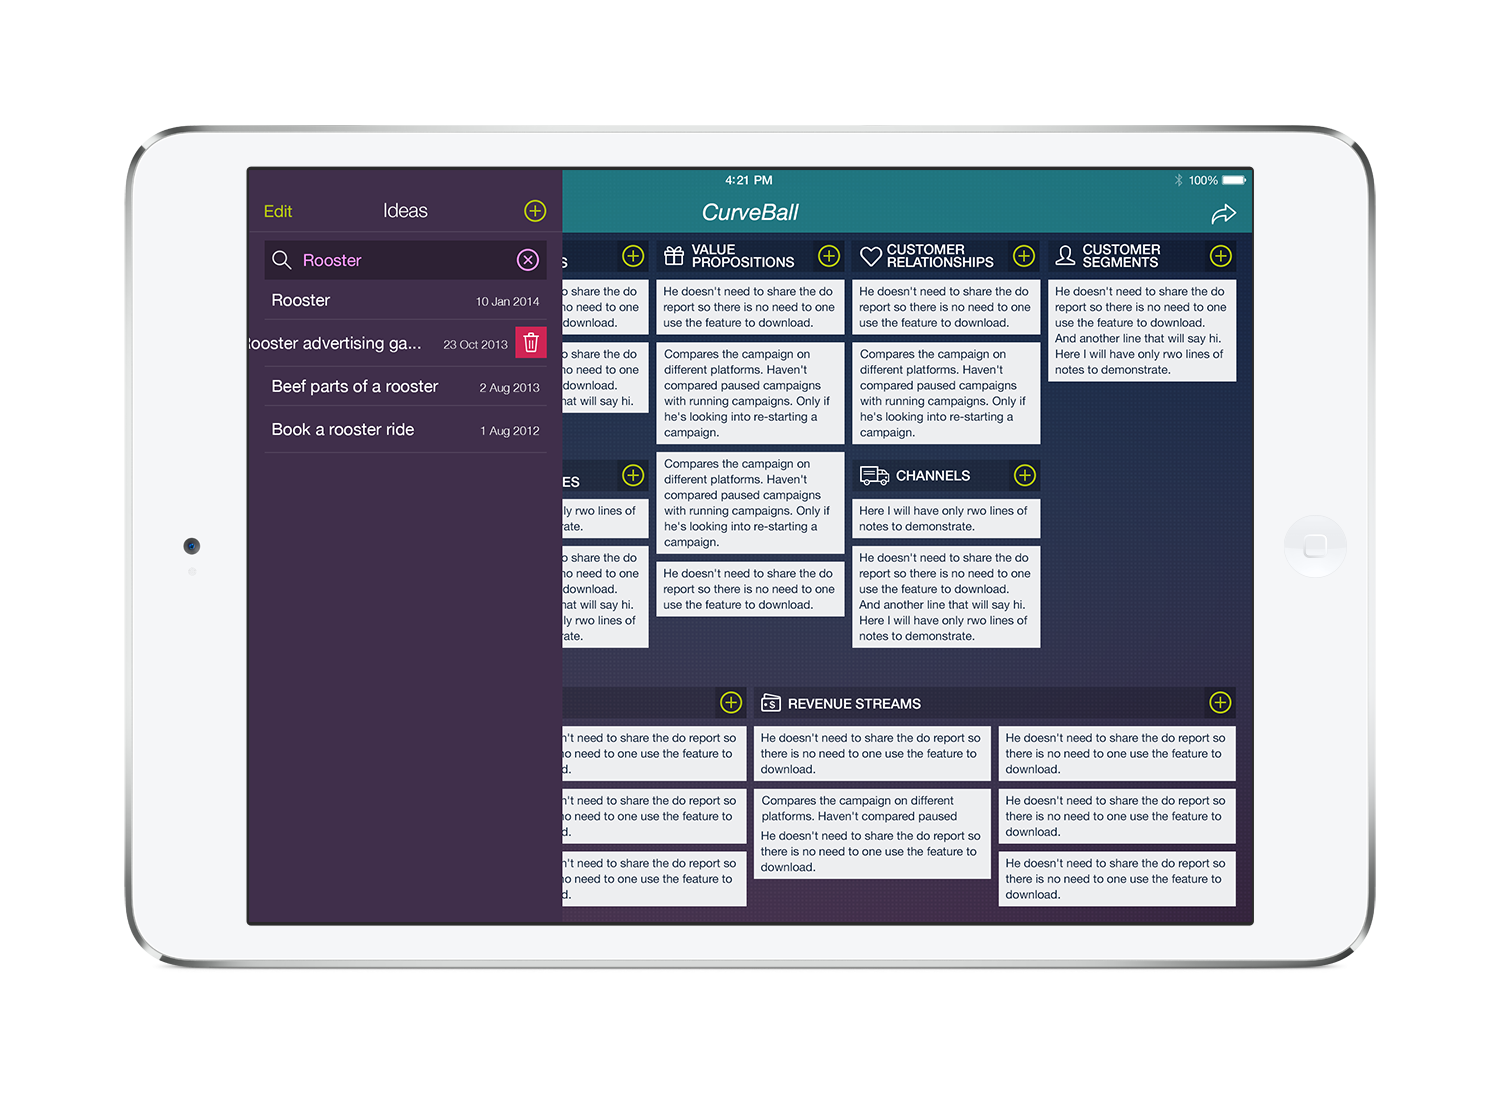 4:21 PM
100%
Edit
Ideas
CurveBall
Rooster
Rooster
10 Jan 2014
Rooster advertising ga...
23 Oct 2013
Beef parts of a rooster
2 Aug 2013
Book a rooster ride
1 Aug 2012
S
share the do
no need to one
download.
share the do
no need to one
download.
that will say hi.
ES
rwo lines of
share the do
no need to one
download.
that will say hi.
rwo lines of
VALUE
PROPOSITIONS
He doesn't need to share the do
report so there is no need to one
use the feature to download.
Compares the campaign on
different platforms. Haven't
compared paused campaigns
with running campaigns. Only if
he's looking into re-starting a
campaign.
Compares the campaign on
different platforms. Haven't
compared paused campaigns
with running campaigns. Only if
he's looking into re-starting a
campaign.
He doesn't need to share the do
report so there is no need to one
use the feature to download.
CUSTOMER
RELATIONSHIPS
He doesn't need to share the do
report so there is no need to one
use the feature to download.
Compares the campaign on
different platforms. Haven't
compared paused campaigns
with running campaigns. Only if
he's looking into re-starting a
campaign.
CHANNELS
Here I will have only rwo lines of
notes to demonstrate.
He doesn't need to share the do
report so there is no need to one
use the feature to download.
And another line that will say hi.
Here I will have only rwo lines of
notes to demonstrate.
CUSTOMER
SEGMENTS
He doesn't need to share the do
report so there is no need to one
use the feature to download.
And another line that will say hi.
Here I will have only rwo lines of
notes to demonstrate.
need to share the do report so
no need to one use the feature to
need to share the do report so
no need to one use the feature to
need to share the do report so
no need to one use the feature to
REVENUE STREAMS
He doesn't need to share the do report so
there is no need to one use the feature to
download.
Compares the campaign on different
platforms. Haven't compared paused
He doesn't need to share the do report so
there is no need to one use the feature to
download.
He doesn't need to share the do report so
there is no need to one use the feature to
download.
He doesn't need to share the do report so
there is no need to one use the feature to
download.
He doesn't need to share the do report so
there is no need to one use the feature to
download.